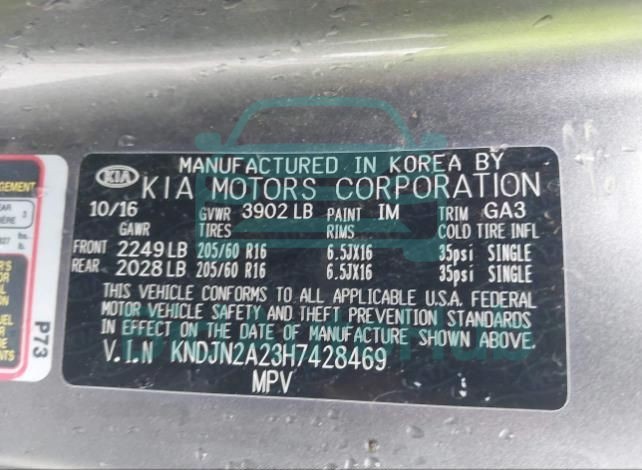 MANUFACTURED IN KOREA BY
KIA KIA MOTORS CORPORATION
10/16 GVWR 3902 LB PAINT IM TRIM GA3
GAWR TIRES RIMS COLD TIRE INFL
FRONT 2249 LB 205/60 R16 6.5JX16 35psi SINGLE
REAR 2028 LB 205/60 R16 6.5JX16 35psi SINGLE
THIS VEHICLE CONFORMS TO ALL APPLICABLE U.S.A. FEDERAL
MOTOR VEHICLE SAFETY AND THEFT PREVENTION STANDARDS
IN EFFECT ON THE DATE OF MANUFACTURE SHOWN ABOVE.
V.I.N KNDJN2A23H7428469
MPV
P73